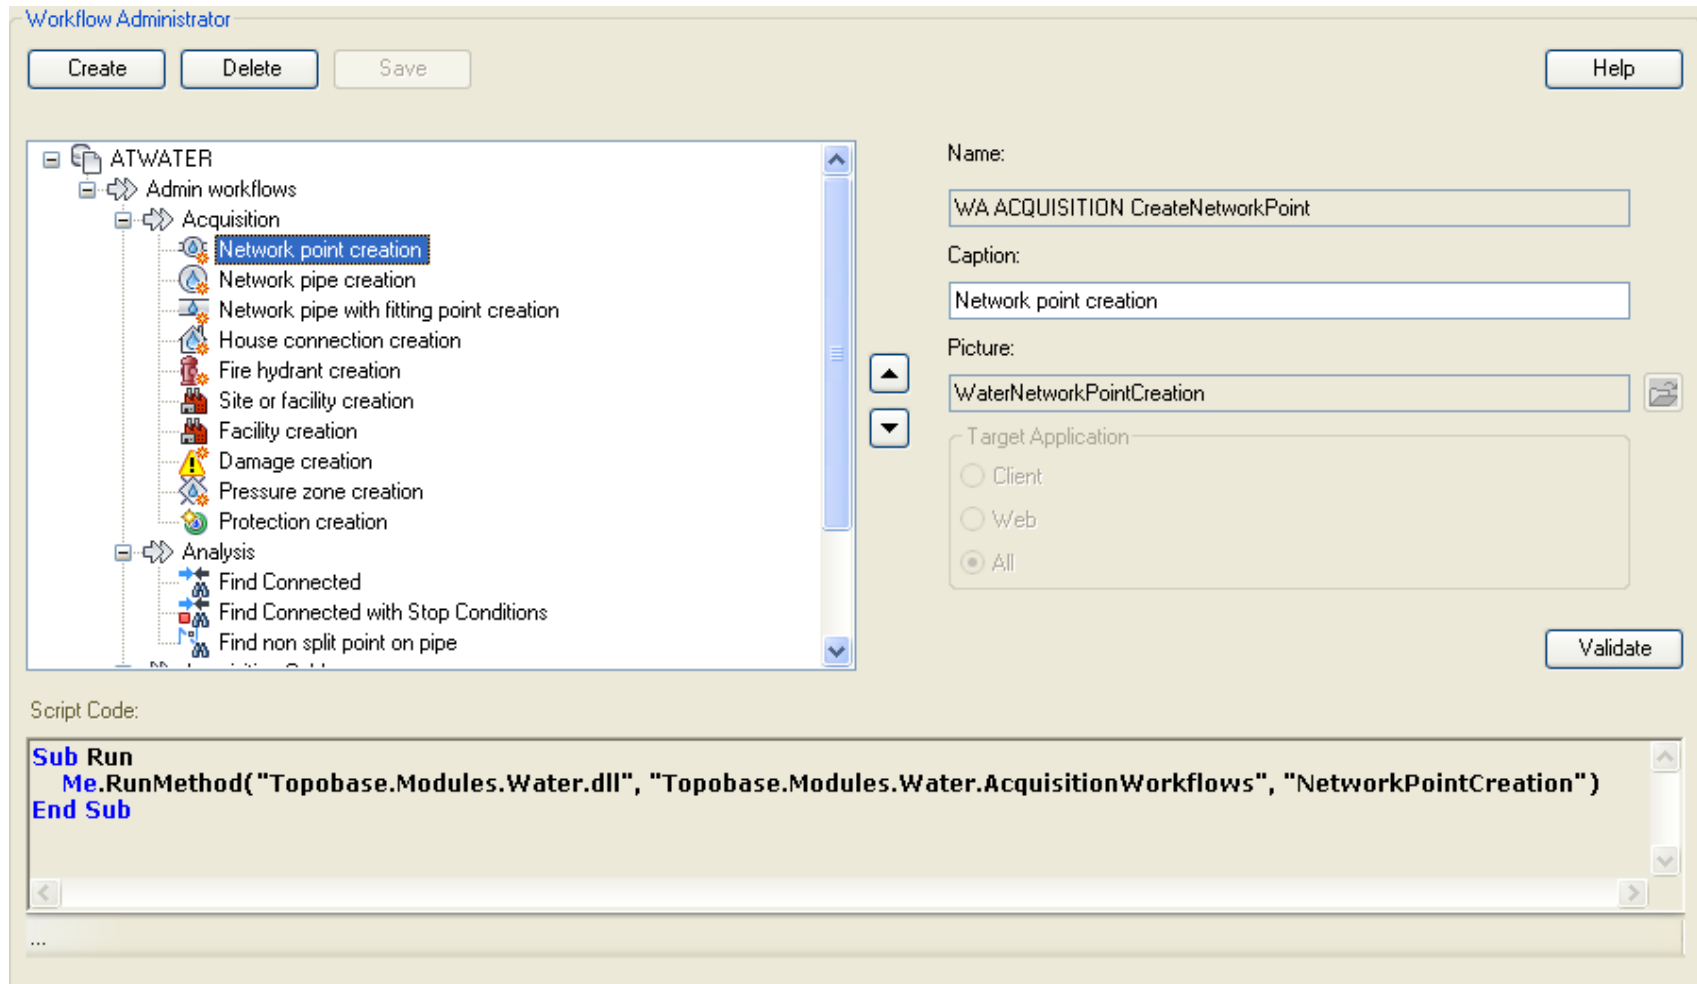 Workflow Administrator
Create Delete Save Help
ATWATER
Admin workflows
Acquisition
Network point creation
Network pipe creation
Network pipe with fitting point creation
House connection creation
Fire hydrant creation
Site or facility creation
Facility creation
Damage creation
Pressure zone creation
Protection creation
Analysis
Find Connected
Find Connected with Stop Conditions
Find non split point on pipe
Name:
WA ACQUISITION CreateNetworkPoint
Caption:
Network point creation
Picture:
WaterNetworkPointCreation
Target Application
Client
Web
All
Validate
Script Code:
Sub Run
Me.RunMethod("Topobase.Modules.Water.dll", "Topobase.Modules.Water.AcquisitionWorkflows", "NetworkPointCreation")
End Sub
...